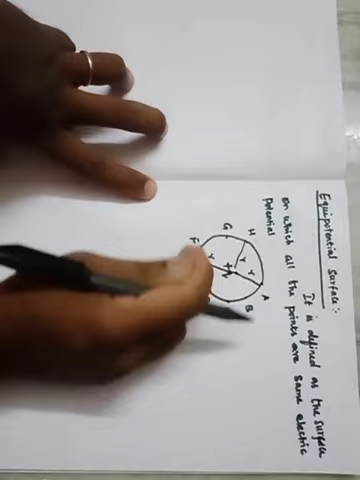 Equipotential Surface :-
It is defined as the surface
on which all the points are same electric
Potential
A
B
F
G
H
r
r
r
+q